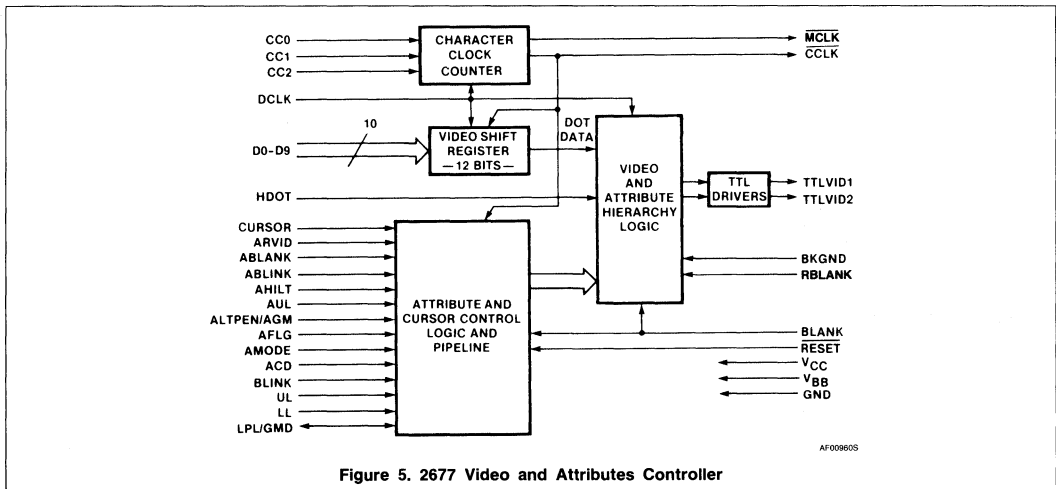 CC0
CC1
CC2
CHARACTER
CLOCK
COUNTER
MCLK
CCLK
DCLK
10
D0-D9
VIDEO SHIFT
REGISTER
— 12 BITS —
DOT
DATA
HDOT
VIDEO
AND
ATTRIBUTE
HIERARCHY
LOGIC
TTL
DRIVERS
TTLVID1
TTLVID2
BKGND
RBLANK
CURSOR
ARVID
ABLANK
ABLINK
AHILT
AUL
ALTPEN/AGM
AFLG
AMODE
ACD
BLINK
UL
LL
LPL/GMD
ATTRIBUTE AND
CURSOR CONTROL
LOGIC AND
PIPELINE
BLANK
RESET
VCC
VBB
GND
AF00960S
Figure 5. 2677 Video and Attributes Controller